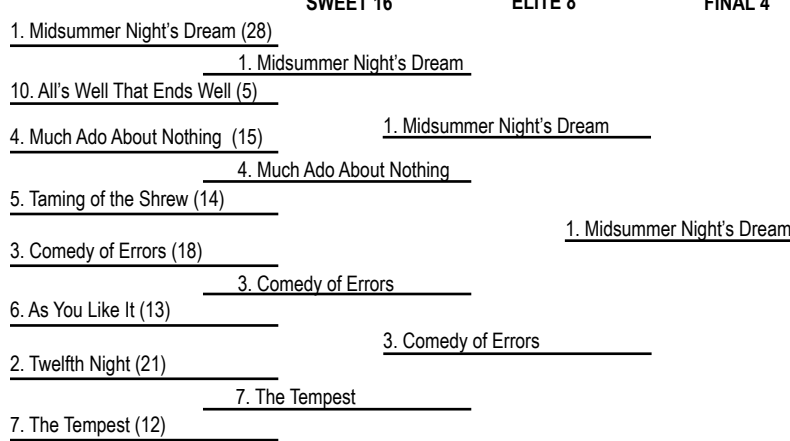 SWEET 16 ELITE 8 FINAL 4
1. Midsummer Night's Dream (28)
1. Midsummer Night's Dream
10. All's Well That Ends Well (5)
1. Midsummer Night's Dream
4. Much Ado About Nothing (15)
4. Much Ado About Nothing
5. Taming of the Shrew (14)
1. Midsummer Night's Dream
3. Comedy of Errors (18)
3. Comedy of Errors
6. As You Like It (13)
3. Comedy of Errors
2. Twelfth Night (21)
7. The Tempest
7. The Tempest (12)